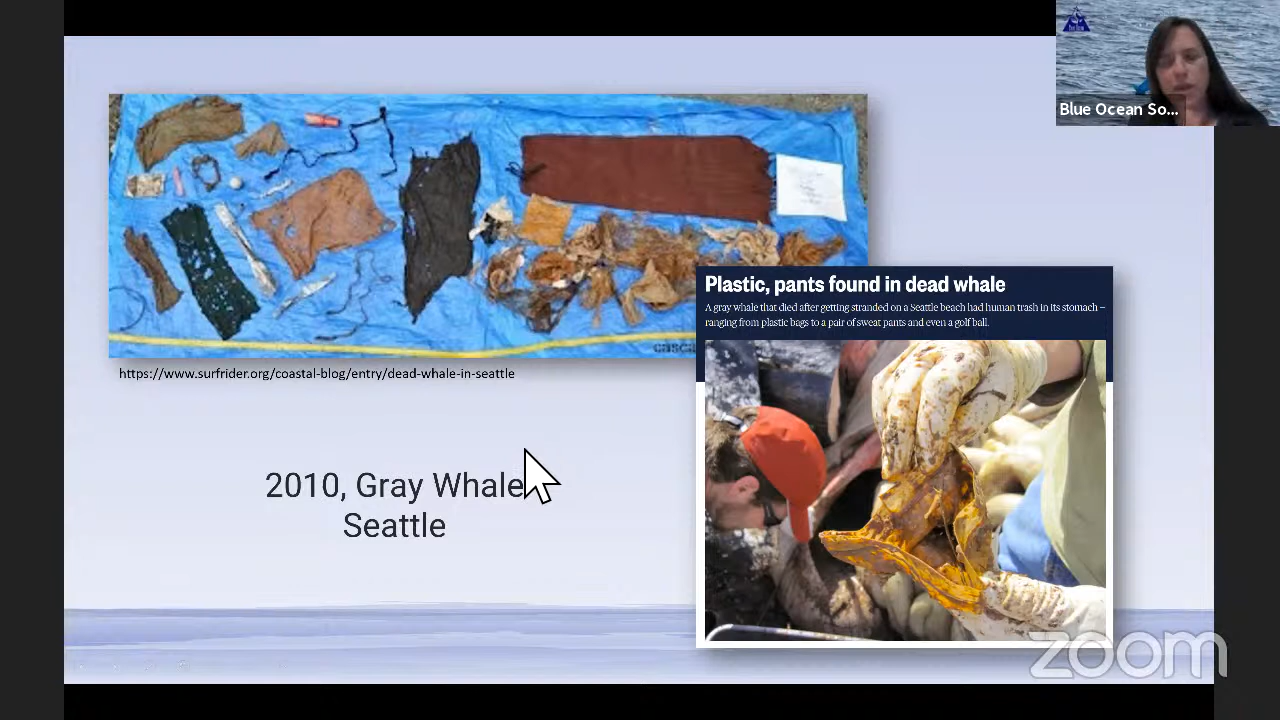 Blue Ocean So...
Plastic, pants found in dead whale
A gray whale that died after getting stranded on a Seattle beach had human trash in its stomach –
ranging from plastic bags to a pair of sweat pants and even a golf ball.
casca
https://www.surfrider.org/coastal-blog/entry/dead-whale-in-seattle
2010, Gray Whale
Seattle
zoom